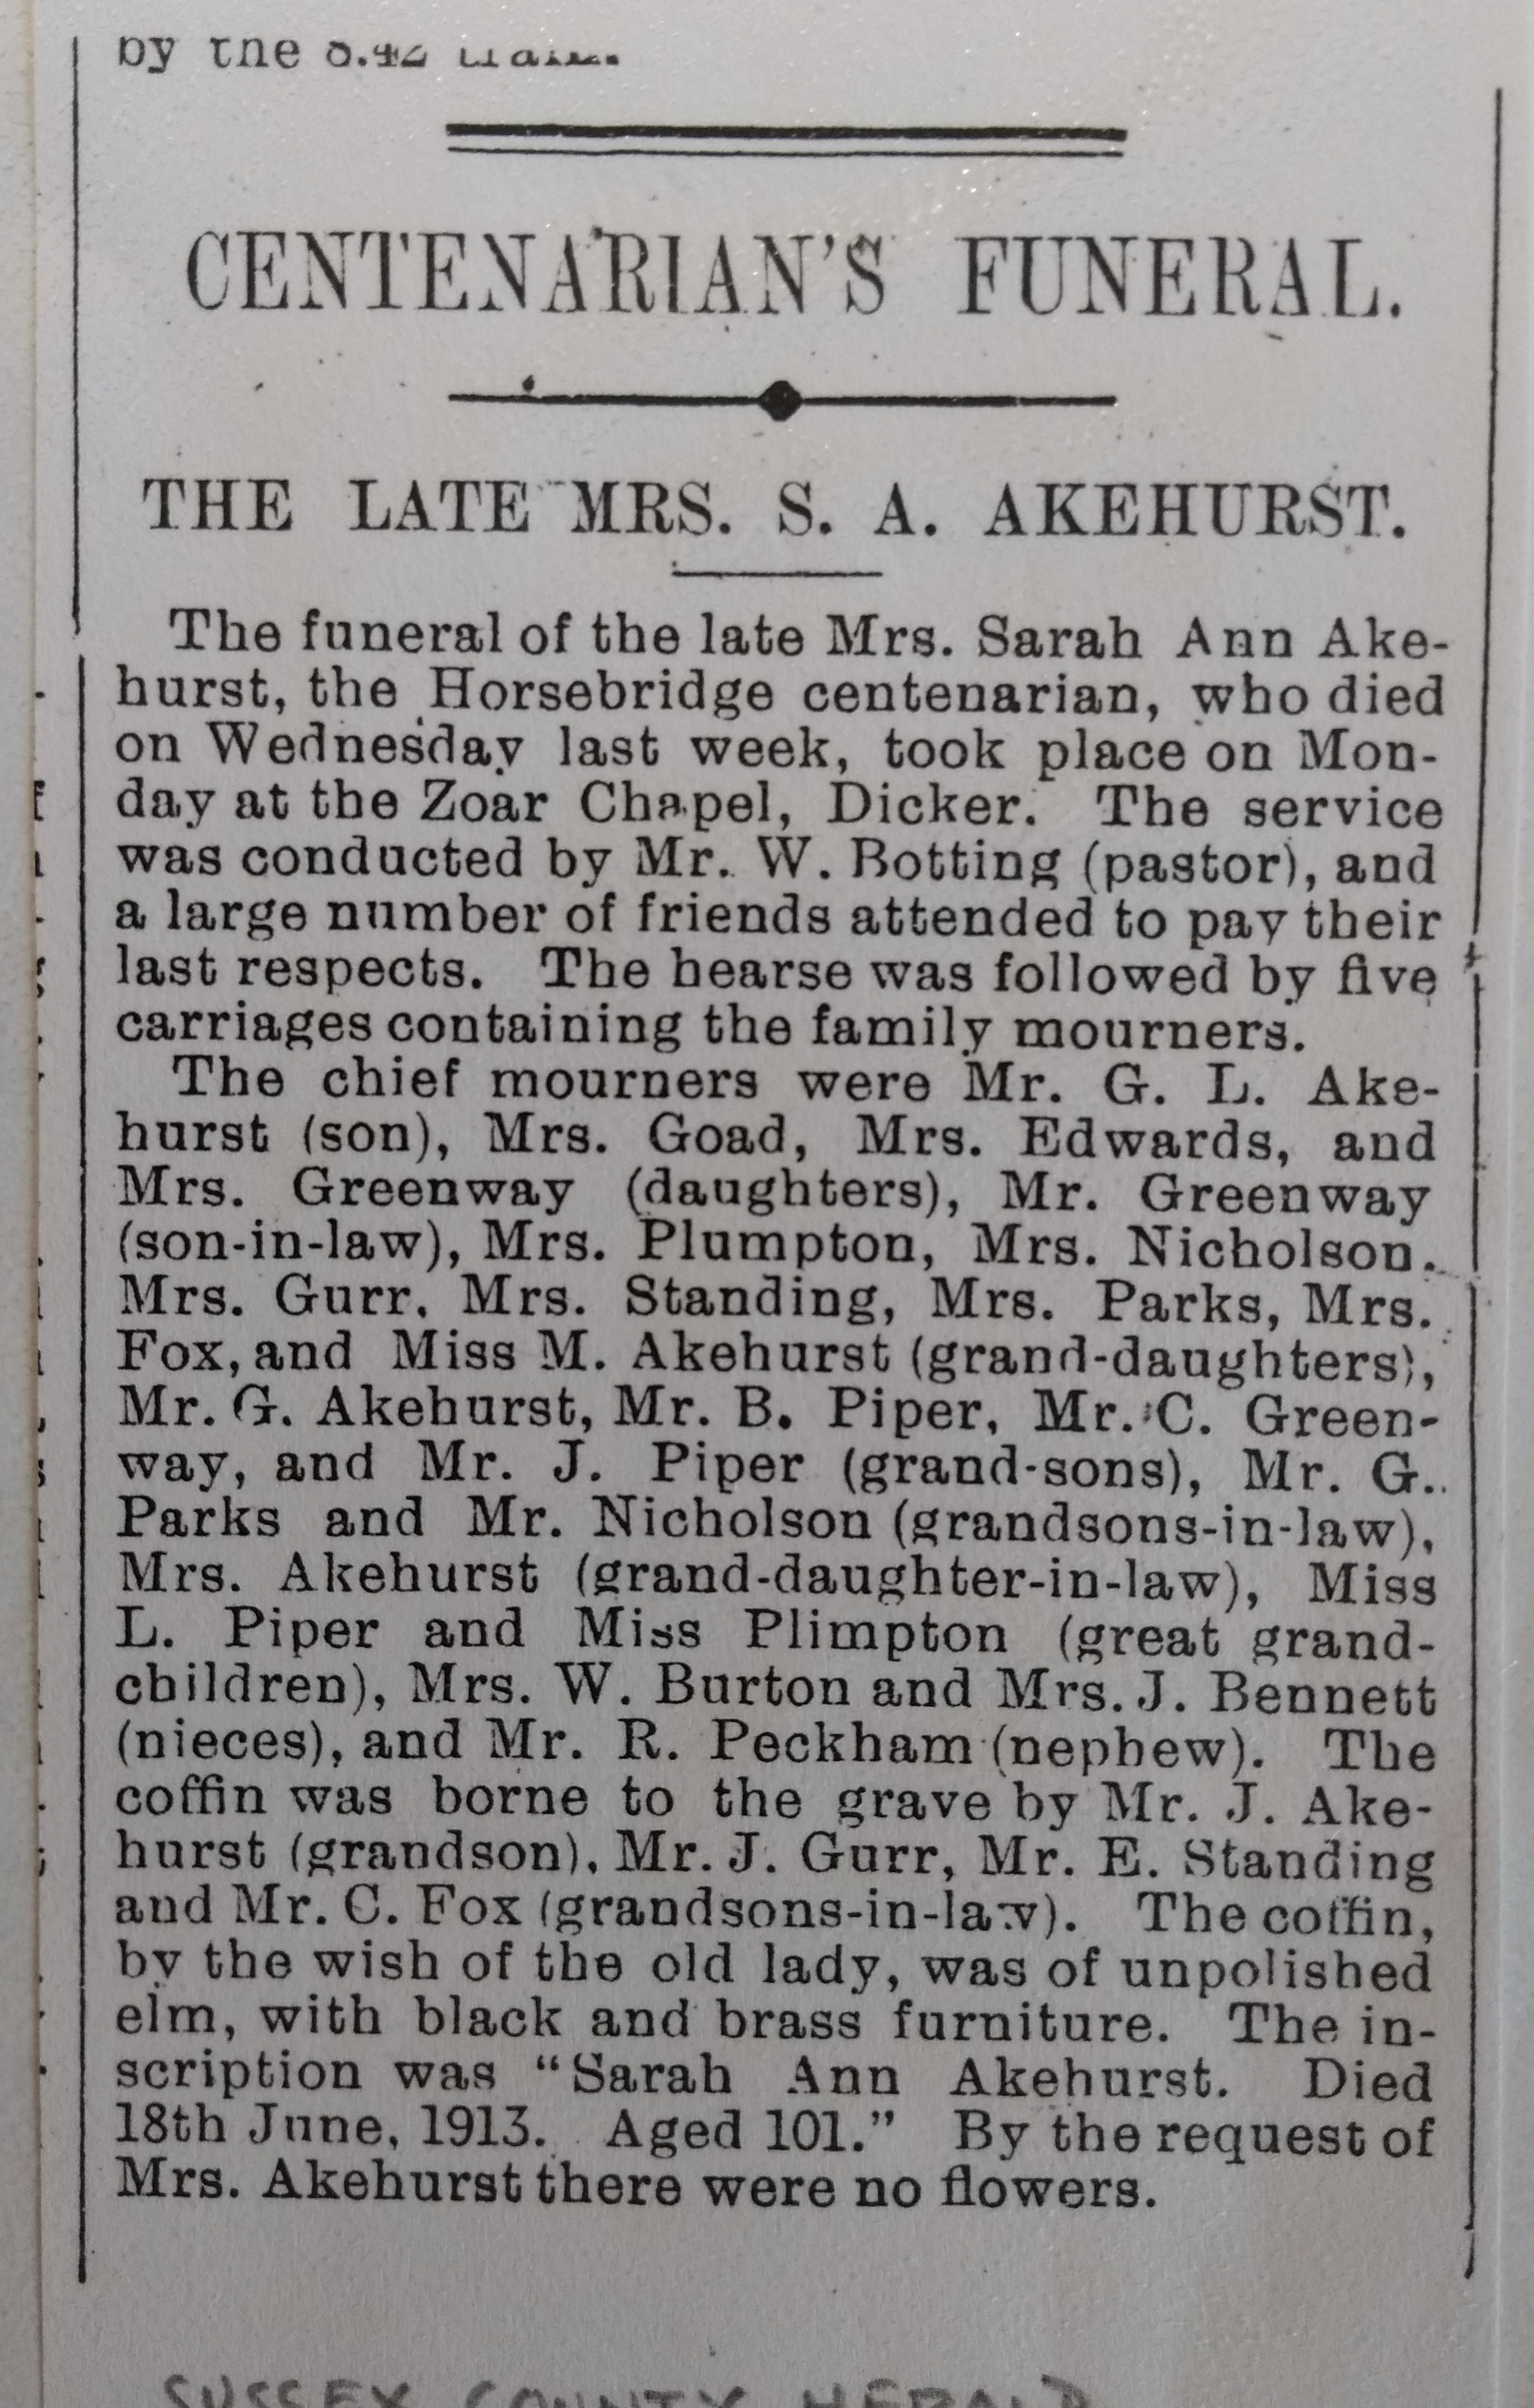 by the 8.42 train.
CENTENARIAN'S FUNERAL.
THE LATE MRS. S. A. AKEHURST.
The funeral of the late Mrs. Sarah Ann Ake-
hurst, the Horsebridge centenarian, who died
on Wednesday last week, took place on Mon-
day at the Zoar Chapel, Dicker. The service
was conducted by Mr. W. Botting (pastor), and
a large number of friends attended to pay their
last respects. The hearse was followed by five
carriages containing the family mourners.
The chief mourners were Mr. G. L. Ake-
hurst (son), Mrs. Goad, Mrs. Edwards, and
Mrs. Greenway (daughters), Mr. Greenway
(son-in-law), Mrs. Plumpton, Mrs. Nicholson.
Mrs. Gurr, Mrs. Standing, Mrs. Parks, Mrs.
Fox, and Miss M. Akehurst (grand-daughters),
Mr. G. Akehurst, Mr. B. Piper, Mr. C. Green-
way, and Mr. J. Piper (grand-sons), Mr. G.
Parks and Mr. Nicholson (grandsons-in-law),
Mrs. Akehurst (grand-daughter-in-law), Miss
L. Piper and Miss Plimpton (great grand-
children), Mrs. W. Burton and Mrs. J. Bennett
(nieces), and Mr. R. Peckham (nephew). The
coffin was borne to the grave by Mr. J. Ake-
hurst (grandson), Mr. J. Gurr, Mr. E. Standing
and Mr. C. Fox (grandsons-in-law). The coffin,
by the wish of the old lady, was of unpolished
elm, with black and brass furniture. The in-
scription was "Sarah Ann Akehurst. Died
18th June, 1913. Aged 101." By the request of
Mrs. Akehurst there were no flowers.
SUSSEX COUNTY HERALD